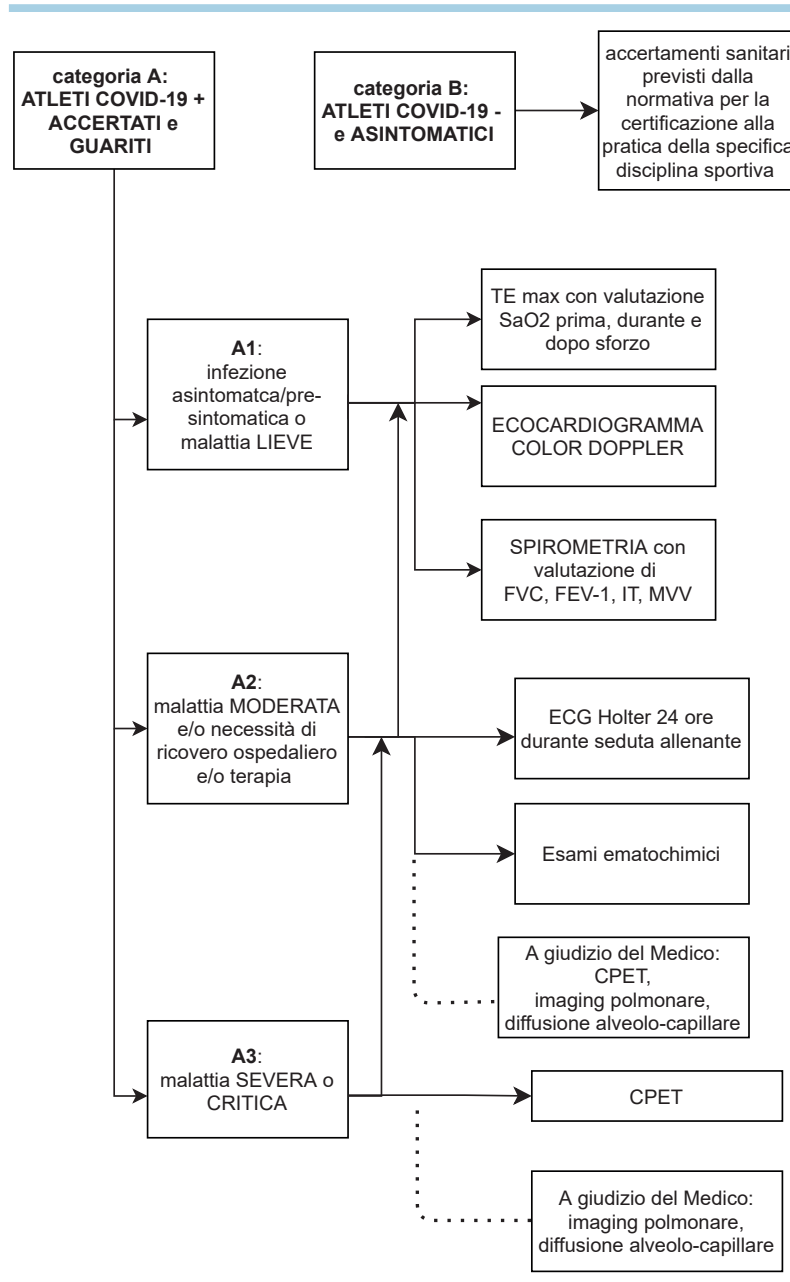 categoria A:
ATLETI COVID-19 +
ACCERTATI e
GUARITI
categoria B:
ATLETI COVID-19 -
e ASINTOMATICI
accertamenti sanitari
previsti dalla
normativa per la
certificazione alla
pratica della specifica
disciplina sportiva
A1:
infezione
asintomatca/pre-
sintomatica o
malattia LIEVE
TE max con valutazione
SaO2 prima, durante e
dopo sforzo
ECOCARDIOGRAMMA
COLOR DOPPLER
SPIROMETRIA con
valutazione di
FVC, FEV-1, IT, MVV
A2:
malattia MODERATA
e/o necessità di
ricovero ospedaliero
e/o terapia
ECG Holter 24 ore
durante seduta allenante
Esami ematochimici
A giudizio del Medico:
CPET,
imaging polmonare,
diffusione alveolo-capillare
A3:
malattia SEVERA o
CRITICA
CPET
A giudizio del Medico:
imaging polmonare,
diffusione alveolo-capillare